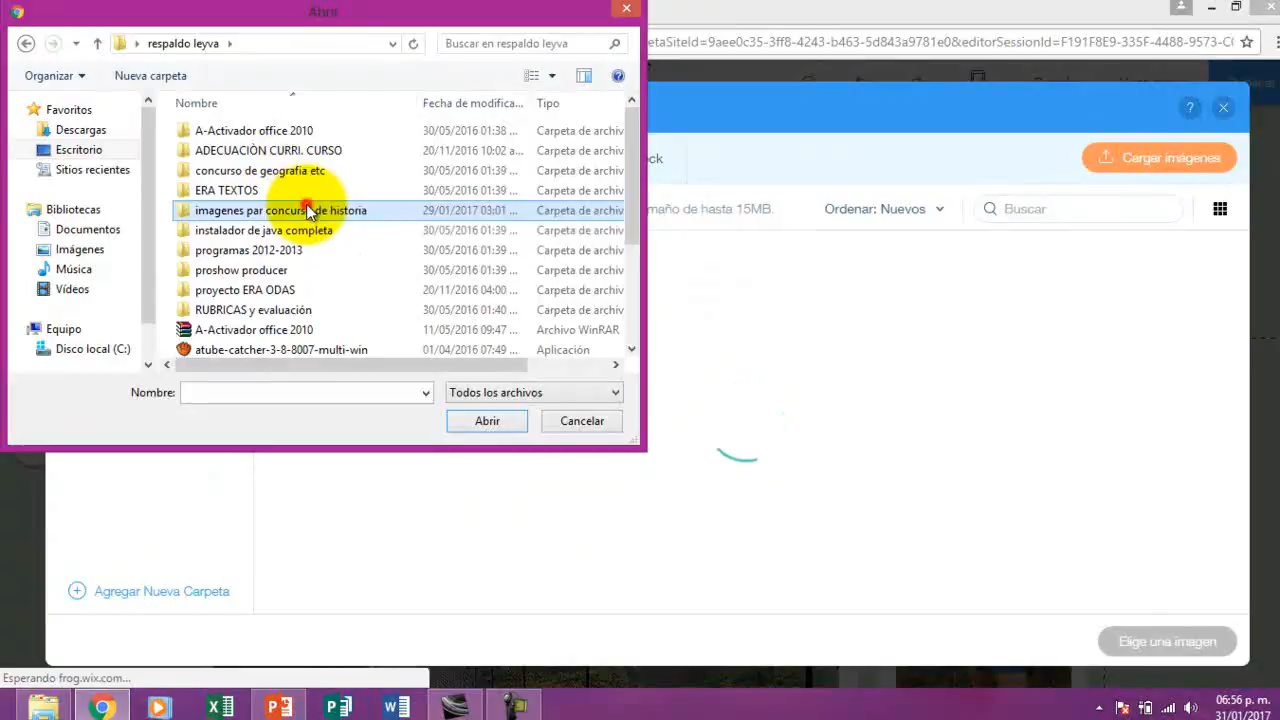 Abrir
respaldo leyva
Buscar en respaldo leyva
etaSiteId=9aee0c35-3ff8-4243-b463-5d843a9781e0&editorSessionId=F191F8E9-335F-4488-9573-C
Organizar
Nueva carpeta
Favoritos
Descargas
Escritorio
Sitios recientes
Bibliotecas
Documentos
Imágenes
Música
Vídeos
Equipo
Disco local (C:)
Nombre Fecha de modifica... Tipo
A-Activador office 2010 30/05/2016 01:38 ... Carpeta de archiv
ADECUACIÒN CURRI. CURSO 20/11/2016 10:02 a... Carpeta de archiv
concurso de geografia etc 30/05/2016 01:39 ... Carpeta de archiv
ERA TEXTOS 30/05/2016 01:39 ... Carpeta de archiv
imagenes par concurso de historia 29/01/2017 03:01 ... Carpeta de archiv
instalador de java completa 30/05/2016 01:39 ... Carpeta de archiv
programas 2012-2013 30/05/2016 01:39 ... Carpeta de archiv
proshow producer 30/05/2016 01:39 ... Carpeta de archiv
proyecto ERA ODAS 20/11/2016 04:00 ... Carpeta de archiv
RUBRICAS y evaluación 30/05/2016 01:40 ... Carpeta de archiv
A-Activador office 2010 11/05/2016 09:47 ... Archivo WinRAR
atube-catcher-3-8-8007-multi-win 01/04/2016 07:49 ... Aplicación
Nombre:
Todos los archivos
Abrir
Cancelar
ock
Cargar imágenes
maño de hasta 15MB.
Ordenar: Nuevos
Buscar
Agregar Nueva Carpeta
Elige una imagen
Esperando frog.wix.com...
06:56 p. m.
31/01/2017